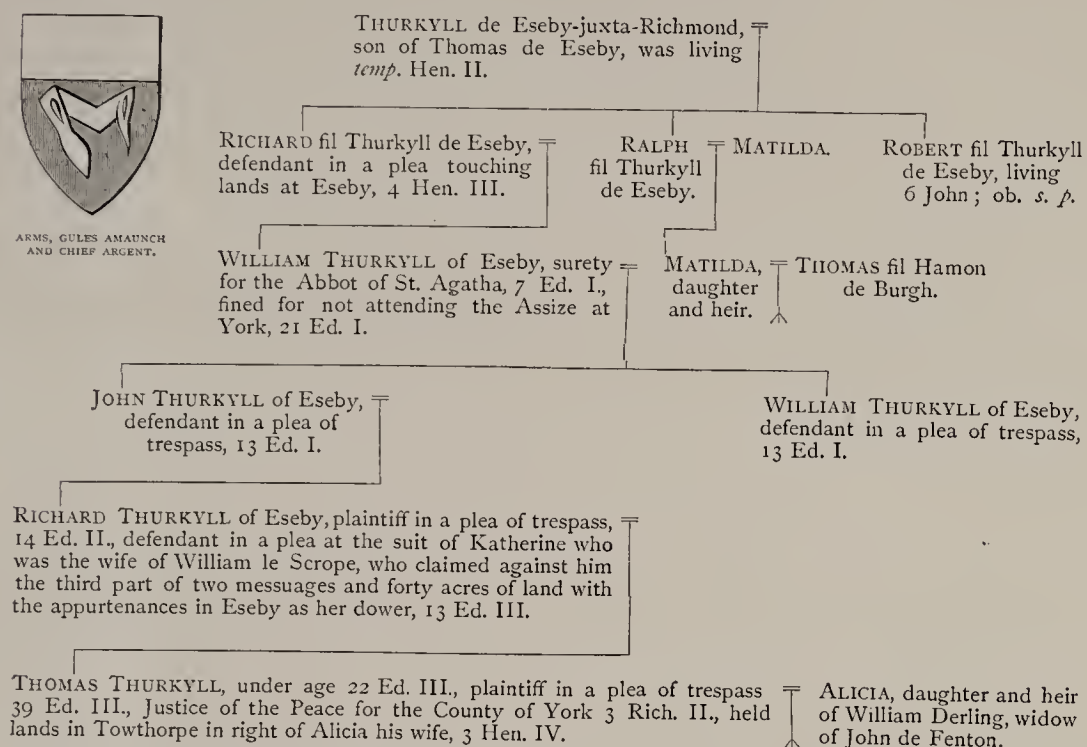 THURKYLL de Eseby-juxta-Richmond,
son of Thomas de Eseby, was living
temp. Hen. II.
RICHARD fil Thurkyll de Eseby,
defendant in a plea touching
lands at Eseby, 4 Hen. III.
RALPH
fil Thurkyll
de Eseby.
MATILDA.
ROBERT fil Thurkyll
de Eseby, living
6 John; ob. s. p.
ARMS, GULES AMAUNCH
AND CHIEF ARGENT.
WILLIAM THURKYLL of Eseby, surety
for the Abbot of St. Agatha, 7 Ed. I.,
fined for not attending the Assize at
York, 21 Ed. I.
MATILDA,
daughter
and heir.
THOMAS fil Hamon
de Burgh.
JOHN THURKYLL of Eseby,
defendant in a plea of
trespass, 13 Ed. I.
WILLIAM THURKYLL of Eseby,
defendant in a plea of trespass,
13 Ed. I.
RICHARD THURKYLL of Eseby, plaintiff in a plea of trespass,
14 Ed. II., defendant in a plea at the suit of Katherine who
was the wife of William le Scrope, who claimed against him
the third part of two messuages and forty acres of land with
the appurtenances in Eseby as her dower, 13 Ed. III.
THOMAS THURKYLL, under age 22 Ed. III., plaintiff in a plea of trespass
39 Ed. III., Justice of the Peace for the County of York 3 Rich. II., held
lands in Towthorpe in right of Alicia his wife, 3 Hen. IV.
ALICIA, daughter and heir
of William Derling, widow
of John de Fenton.